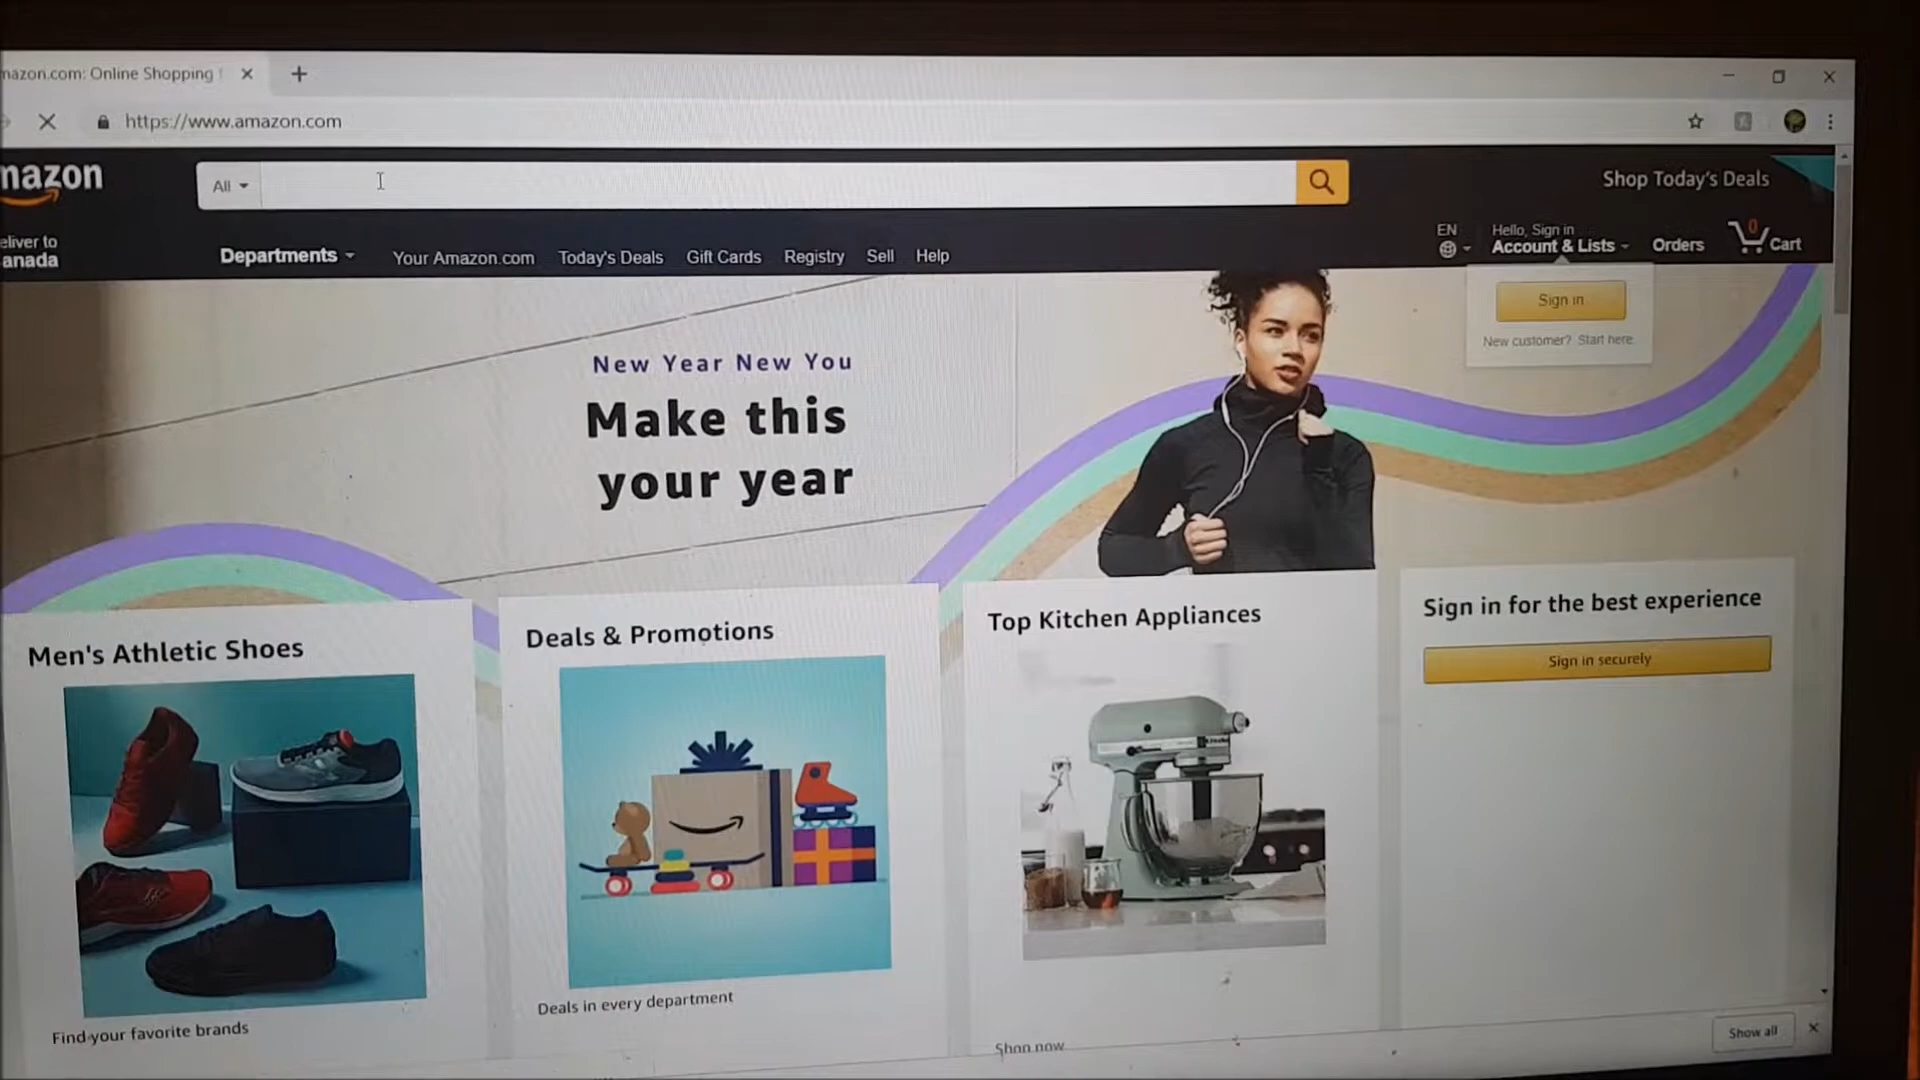 mazon.com: Online Shopping
https://www.amazon.com
mazon
All
Shop Today's Deals
eliver to
anada
Departments
Your Amazon.com
Today's Deals
Gift Cards
Registry
Sell
Help
EN
Hello, Sign in
Account & Lists
Orders
0
Cart
Sign in
New customer? Start here.
New Year New You
Make this
your year
Men's Athletic Shoes
Find your favorite brands
Deals & Promotions
Deals in every department
Top Kitchen Appliances
Shop now
Sign in for the best experience
Sign in securely
Show all